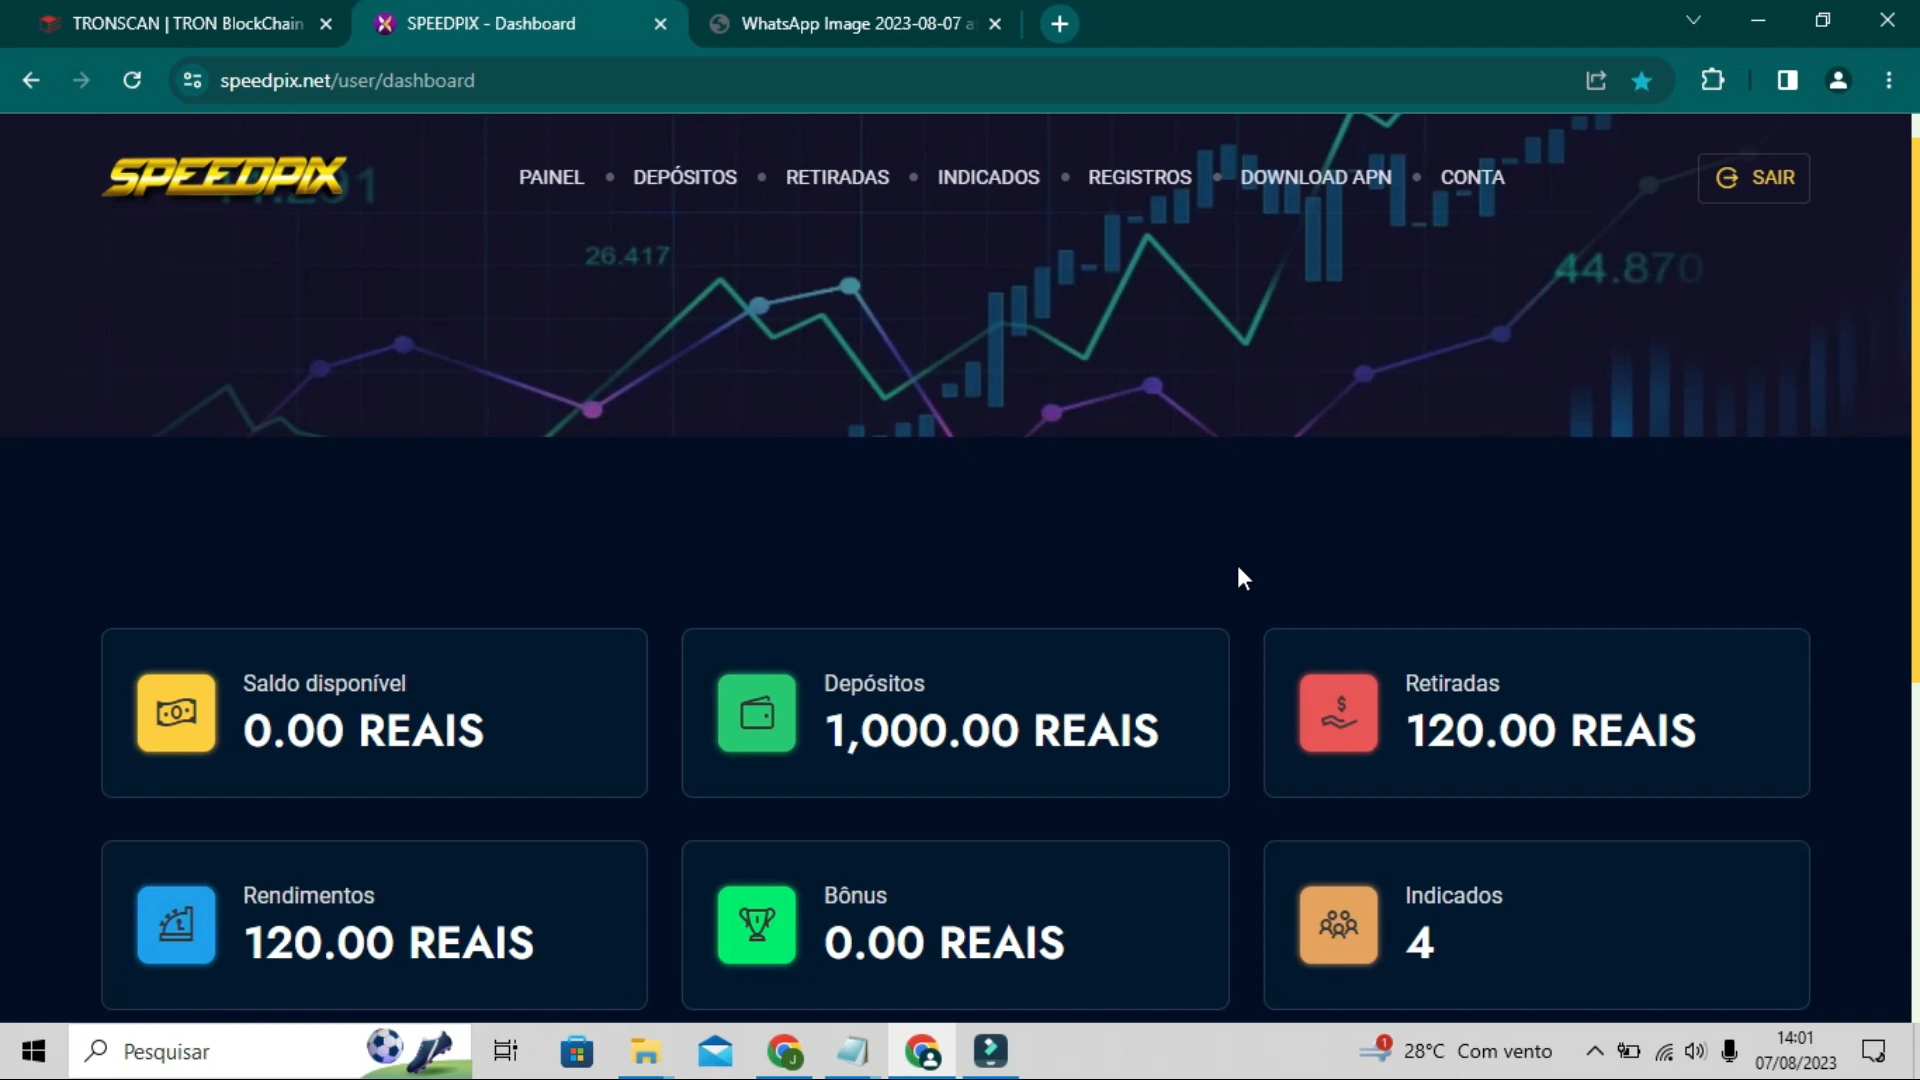 TRONSCAN | TRON BlockChain
SPEEDPIX - Dashboard
WhatsApp Image 2023-08-07 a
speedpix.net/user/dashboard
SPEEDPIX
PAINEL
DEPÓSITOS
RETIRADAS
INDICADOS
REGISTROS
DOWNLOAD APN
CONTA
SAIR
26.417
44.870
Saldo disponível
0.00 REAIS
Depósitos
1,000.00 REAIS
Retiradas
120.00 REAIS
Rendimentos
120.00 REAIS
Bônus
0.00 REAIS
Indicados
4
Pesquisar
1
28°C Com vento
14:01
07/08/2023